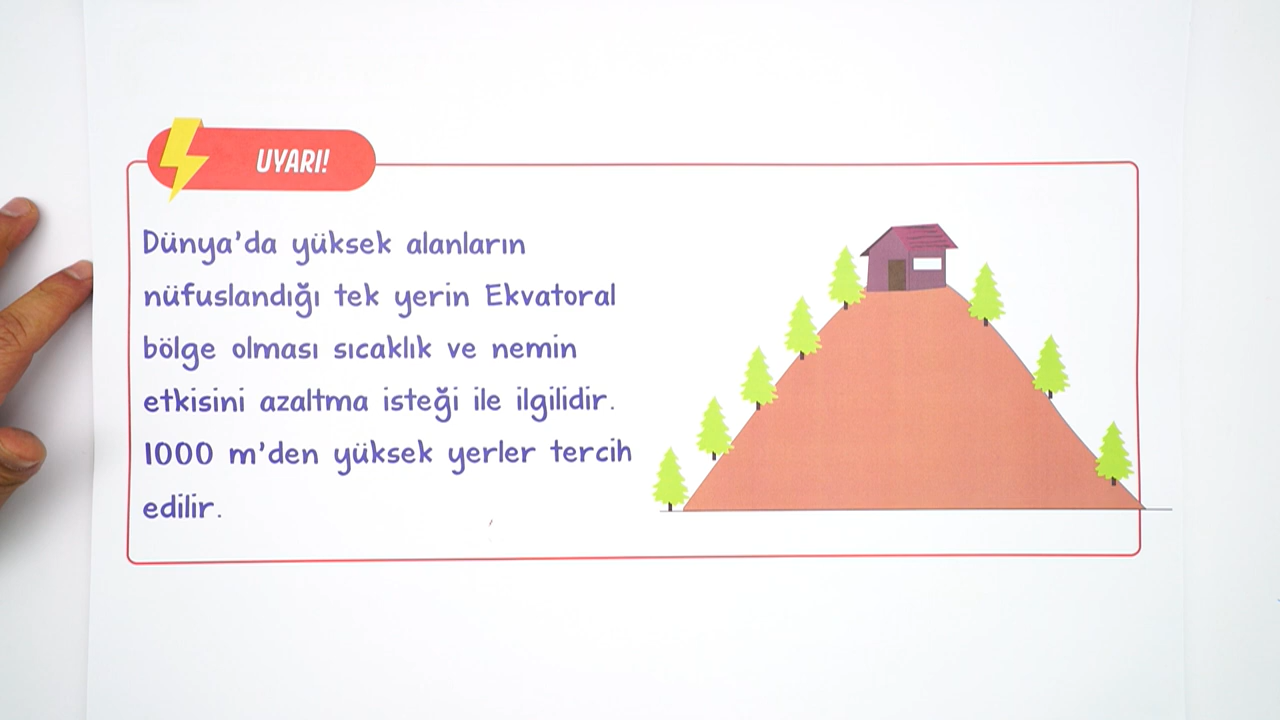 UYARI!
Dünya'da yüksek alanların
nüfuslandığı tek yerin Ekvatoral
bölge olması sıcaklık ve nemin
etkisini azaltma isteği ile ilgilidir.
1000 m'den yüksek yerler tercih
edilir.